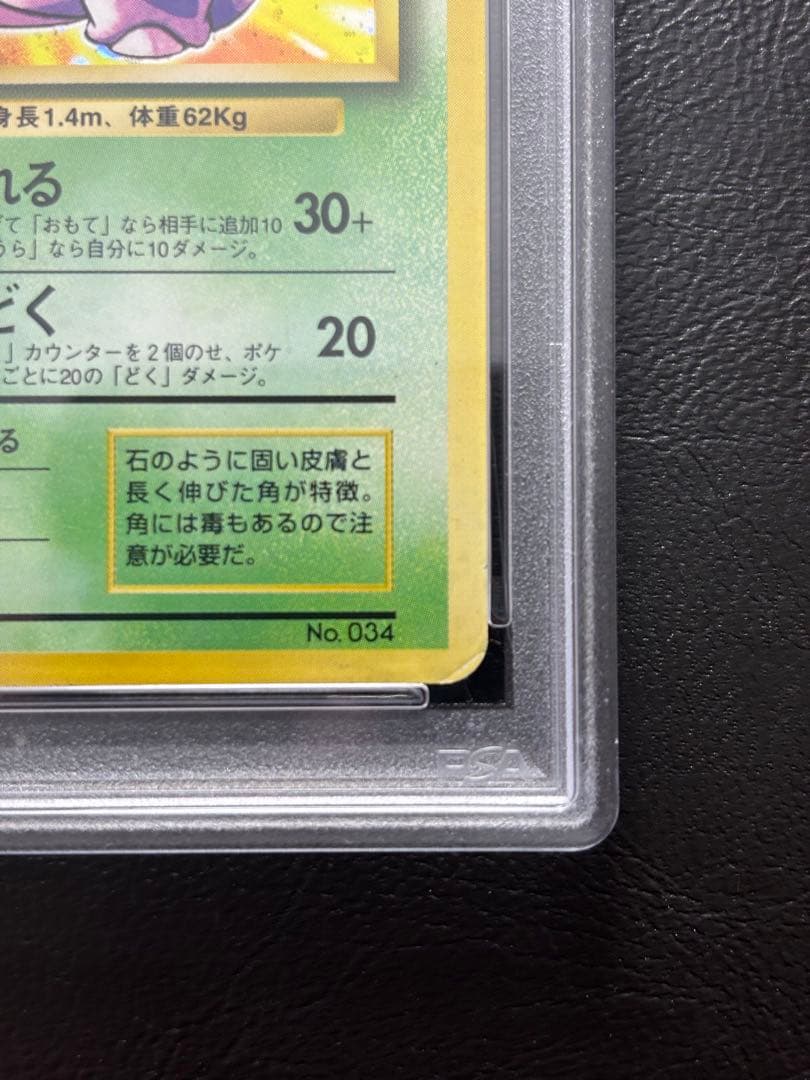 身長1.4m、体重62Kg
れる
30+
て「おもて」なら相手に追加10
うら」なら自分に10ダメージ。
どく
20
」カウンターを2個のせ、ポケ
ごとに20の「どく」ダメージ。
る
石のように固い皮膚と
長く伸びた角が特徴。
角には毒もあるので注
意が必要だ。
No. 034
PSA